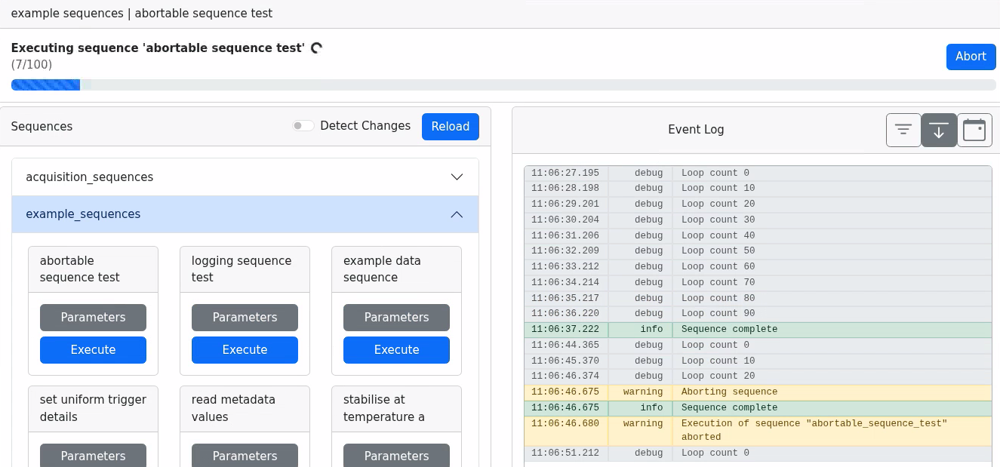 example sequences | abortable sequence test
Executing sequence 'abortable sequence test'
(7/100)
Abort
Sequences
Detect Changes
Reload
acquisition_sequences
example_sequences
abortable
sequence test
Parameters
Execute
logging sequence
test
Parameters
Execute
example data
sequence
Parameters
Execute
set uniform trigger
details
Parameters
read metadata
values
Parameters
stabilise at
temperature a
Parameters
Event Log
11:06:27.195 debug Loop count 0
11:06:28.198 debug Loop count 10
11:06:29.201 debug Loop count 20
11:06:30.204 debug Loop count 30
11:06:31.206 debug Loop count 40
11:06:32.209 debug Loop count 50
11:06:33.212 debug Loop count 60
11:06:34.214 debug Loop count 70
11:06:35.217 debug Loop count 80
11:06:36.220 debug Loop count 90
11:06:37.222 info Sequence complete
11:06:44.365 debug Loop count 0
11:06:45.370 debug Loop count 10
11:06:46.374 debug Loop count 20
11:06:46.675 warning Aborting sequence
11:06:46.675 info Sequence complete
11:06:46.680 warning Execution of sequence "abortable_sequence_test"
aborted
11:06:51.212 debug Loop count 0